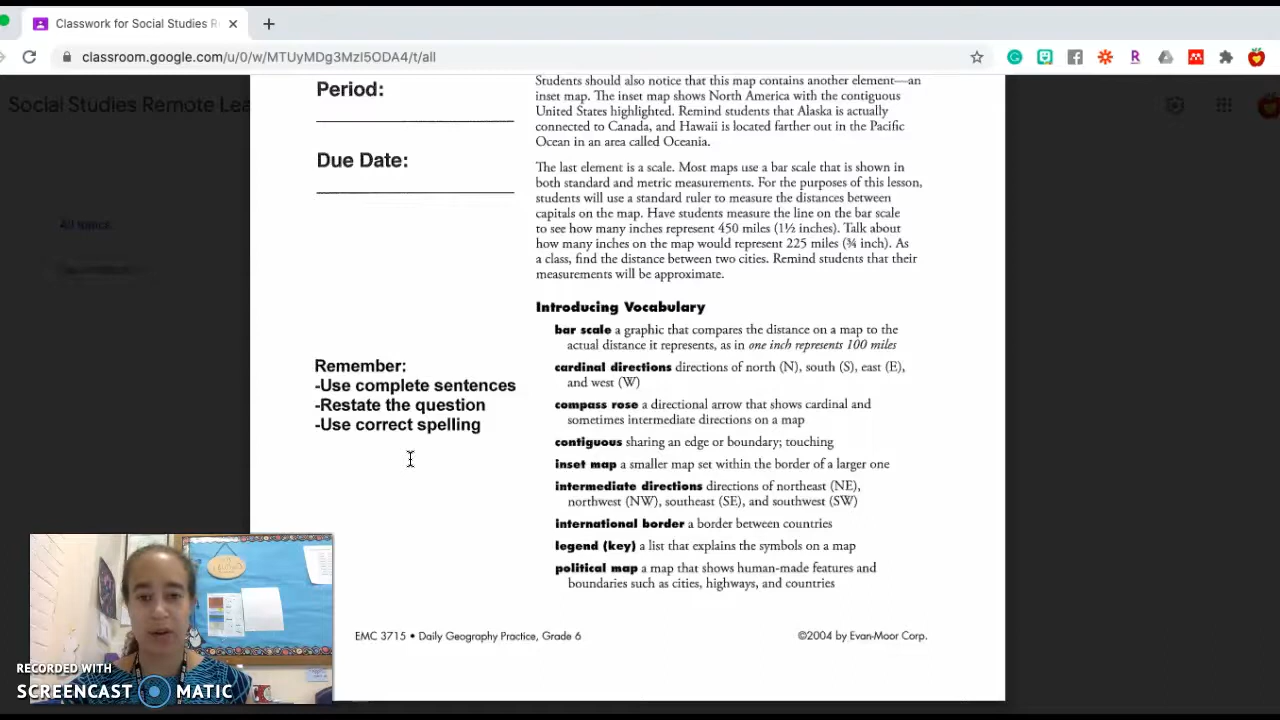 Classwork for Social Studies R
classroom.google.com/u/0/w/MTUyMDg3MzI5ODA4/t/all
Social Studies Remote Lea
All topics
Period:
Due Date:
Remember:
-Use complete sentences
-Restate the question
-Use correct spelling
Students should also notice that this map contains another element—an
inset map. The inset map shows North America with the contiguous
United States highlighted. Remind students that Alaska is actually
connected to Canada, and Hawaii is located farther out in the Pacific
Ocean in an area called Oceania.
The last element is a scale. Most maps use a bar scale that is shown in
both standard and metric measurements. For the purposes of this lesson,
students will use a standard ruler to measure the distances between
capitals on the map. Have students measure the line on the bar scale
to see how many inches represent 450 miles (1½ inches). Talk about
how many inches on the map would represent 225 miles (¾ inch). As
a class, find the distance between two cities. Remind students that their
measurements will be approximate.
Introducing Vocabulary
bar scale a graphic that compares the distance on a map to the
actual distance it represents, as in one inch represents 100 miles
cardinal directions directions of north (N), south (S), east (E),
and west (W)
compass rose a directional arrow that shows cardinal and
sometimes intermediate directions on a map
contiguous sharing an edge or boundary; touching
inset map a smaller map set within the border of a larger one
intermediate directions directions of northeast (NE),
northwest (NW), southeast (SE), and southwest (SW)
international border a border between countries
legend (key) a list that explains the symbols on a map
political map a map that shows human-made features and
boundaries such as cities, highways, and countries
EMC 3715 • Daily Geography Practice, Grade 6
©2004 by Evan-Moor Corp.
RECORDED WITH
SCREENCAST MATIC